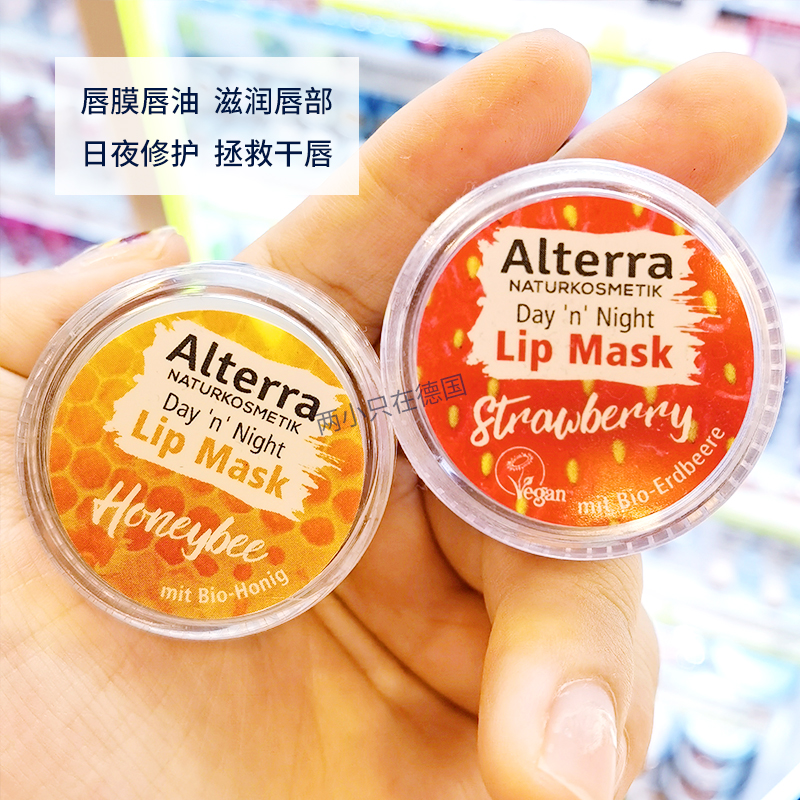 唇膜唇油 滋润唇部
日夜修护 拯救干唇
Alterra
NATURKOSMETIK
Day 'n' Night
Lip Mask
Honeybee
mit Bio-Honig
Alterra
NATURKOSMETIK
Day 'n' Night
Lip Mask
Strawberry
Vegan
mit Bio-Erdbeere
两小只在德国